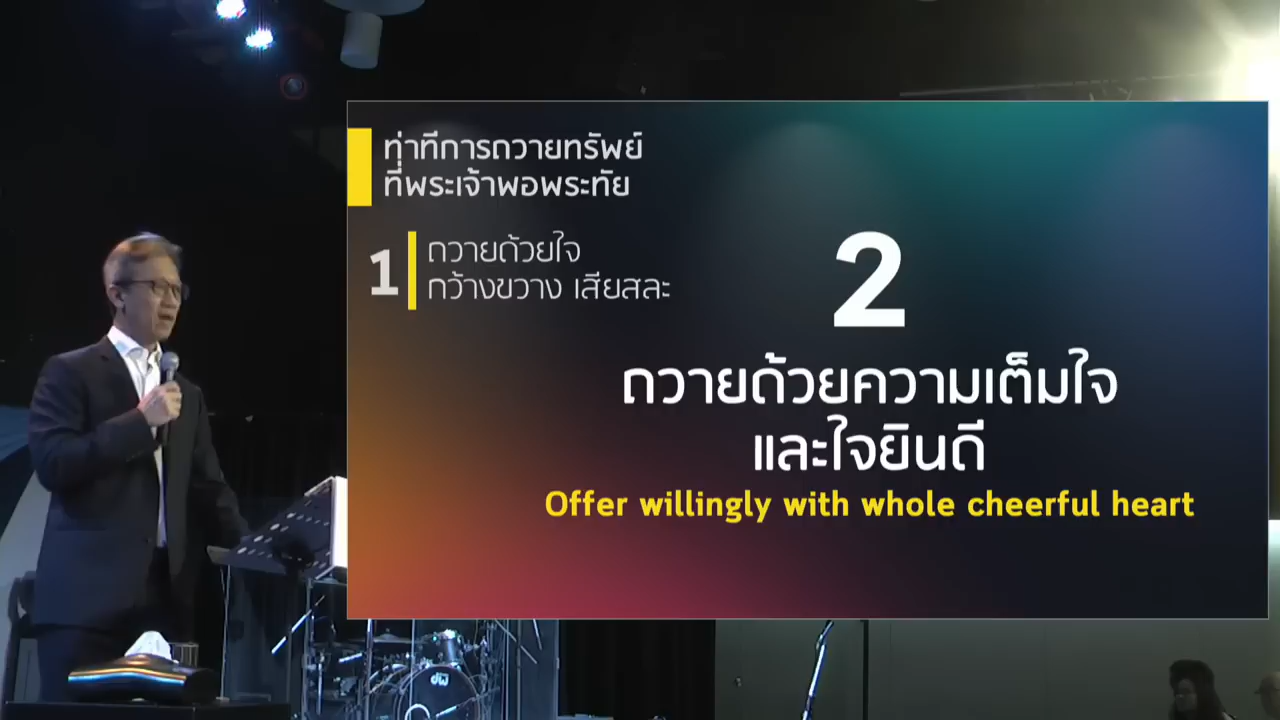 ท่าทีการถวายทรัพย์
ที่พระเจ้าพอพระทัย
1
ถวายด้วยใจ
กว้างขวาง เสียสละ
2
ถวายด้วยความเต็มใจ
และใจยินดี
Offer willingly with whole cheerful heart
dw